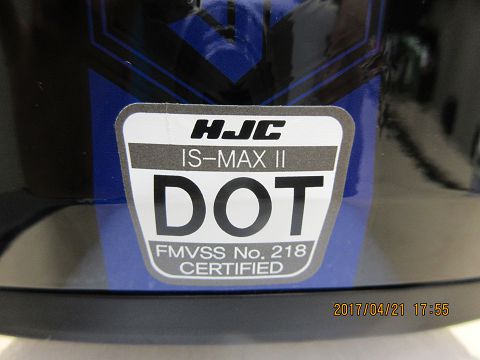 HJC
IS-MAX II
DOT
FMVSS No. 218
CERTIFIED
2017/04/21 17:55